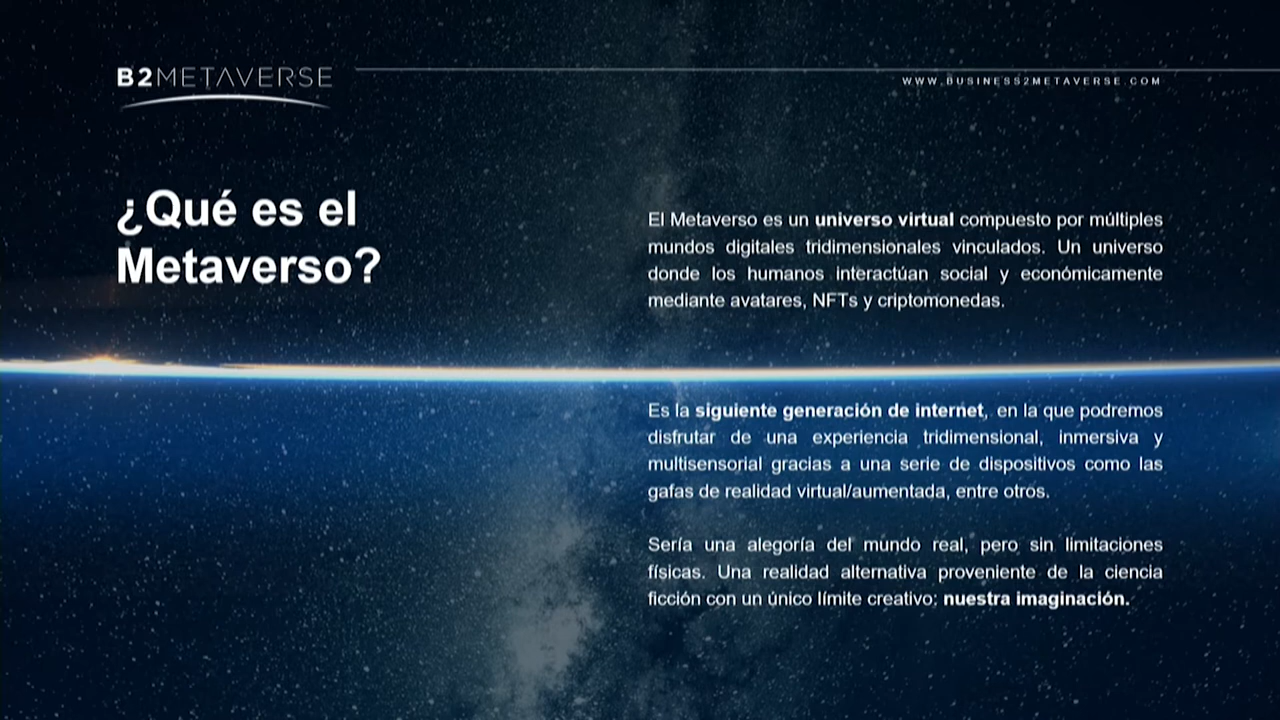 B2METAVERSE
WWW.BUSINESS2METAVERSE.COM
¿Qué es el
Metaverso?
El Metaverso es un universo virtual compuesto por múltiples
mundos digitales tridimensionales vinculados. Un universo
donde los humanos interactúan social y económicamente
mediante avatares, NFTs y criptomonedas.
Es la siguiente generación de internet, en la que podremos
disfrutar de una experiencia tridimensional, inmersiva y
multisensorial gracias a una serie de dispositivos como las
gafas de realidad virtual/aumentada, entre otros.
Sería una alegoría del mundo real, pero sin limitaciones
físicas. Una realidad alternativa proveniente de la ciencia
ficción con un único límite creativo: nuestra imaginación.